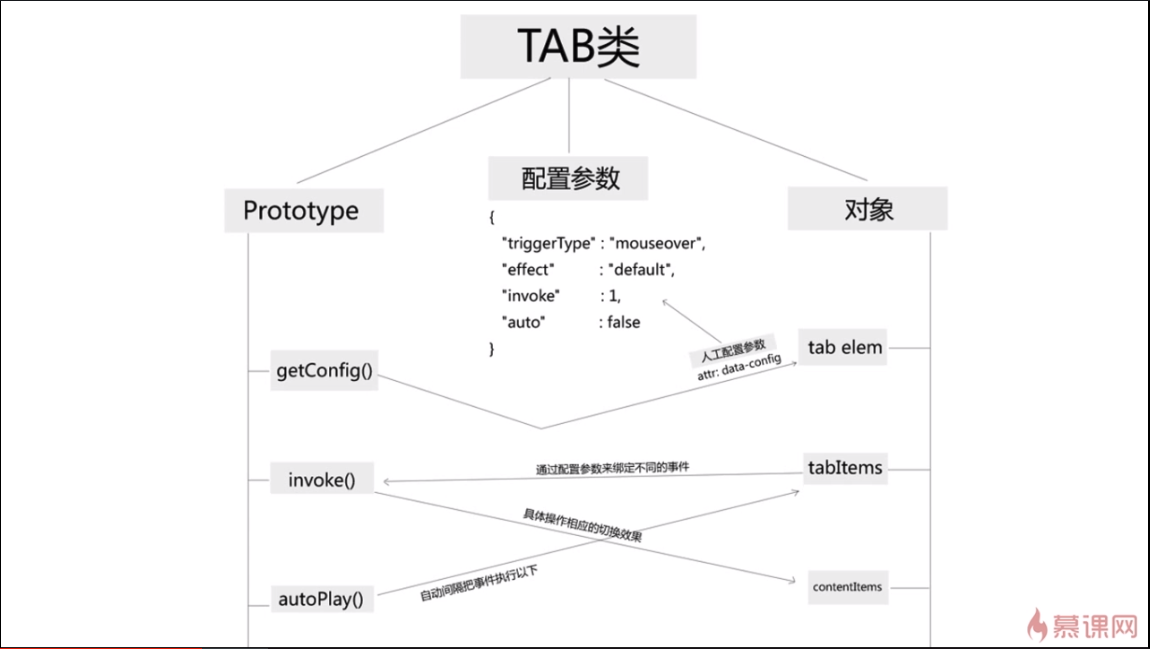 TAB类
Prototype
配置参数
对象
{
"triggerType" : "mouseover",
"effect" : "default",
"invoke" : 1,
"auto" : false
}
人工配置参数
attr: data-config
tab elem
getConfig()
通过配置参数来绑定不同的事件
tabItems
invoke()
具体操作相应的切换效果
自动间隔把事件执行以下
autoPlay()
contentItems
慕课网